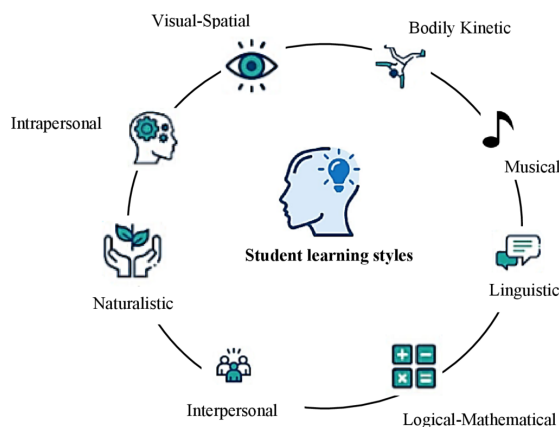 Visual-Spatial
Bodily Kinetic
Intrapersonal
Musical
Student learning styles
Naturalistic
Linguistic
Interpersonal
Logical-Mathematical